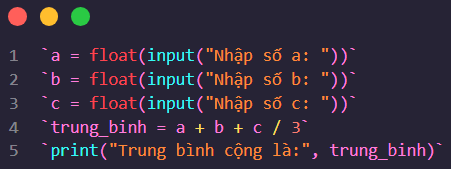 1 `a = float(input("Nhập số a: "))`
2 `b = float(input("Nhập số b: "))`
3 `c = float(input("Nhập số c: "))`
4 `trung_binh = a + b + c / 3`
5 `print("Trung bình cộng là:", trung_binh)`